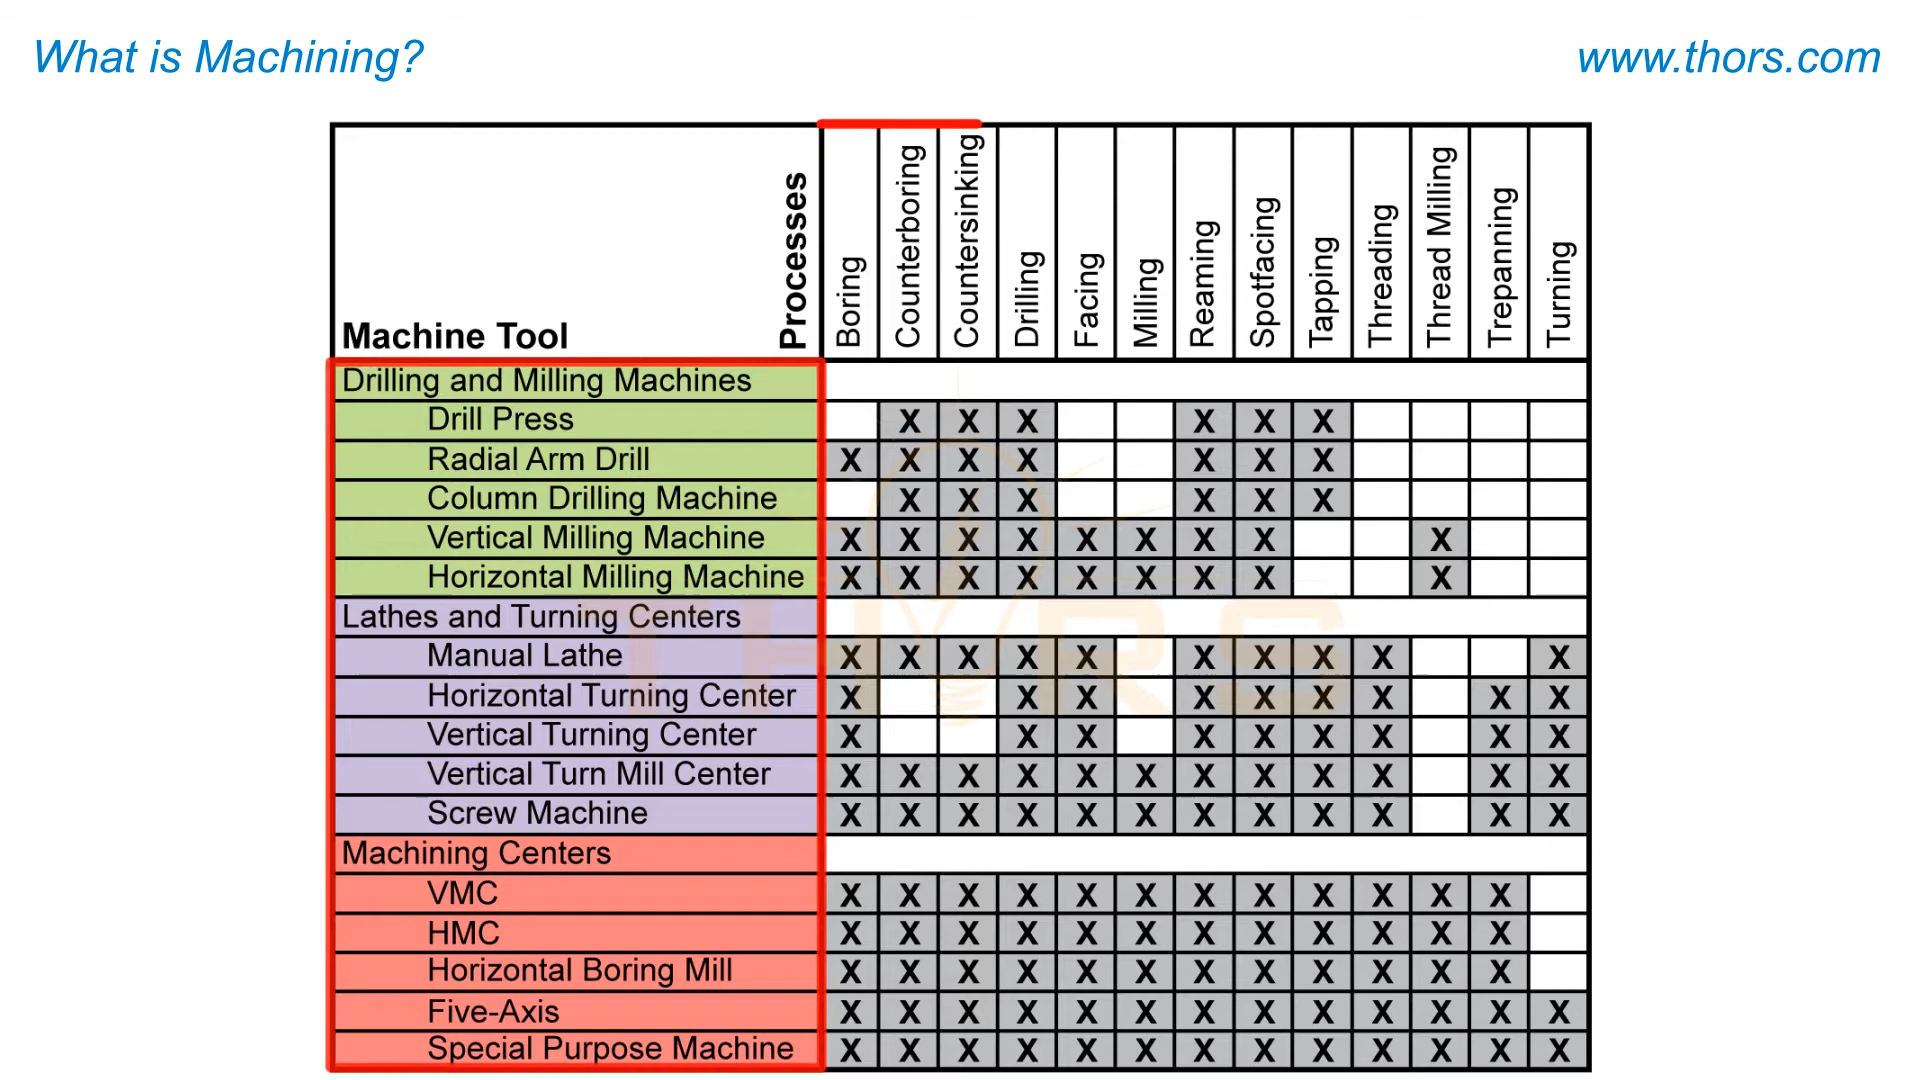 What is Machining?
www.thors.com
Machine Tool
Processes
Boring
Counterboring
Countersinking
Drilling
Facing
Milling
Reaming
Spotfacing
Tapping
Threading
Thread Milling
Trepanning
Turning
Drilling and Milling Machines
Drill Press X X X X X X
Radial Arm Drill X X X X X X X
Column Drilling Machine X X X X X X
Vertical Milling Machine X X X X X X X X X
Horizontal Milling Machine X X X X X X X X X
Lathes and Turning Centers
Manual Lathe X X X X X X X X X X
Horizontal Turning Center X X X X X X X X X
Vertical Turning Center X X X X X X X X X
Vertical Turn Mill Center X X X X X X X X X X X X
Screw Machine X X X X X X X X X X X X
Machining Centers
VMC X X X X X X X X X X X X
HMC X X X X X X X X X X X X
Horizontal Boring Mill X X X X X X X X X X X X
Five-Axis X X X X X X X X X X X X X
Special Purpose Machine X X X X X X X X X X X X X
THORS